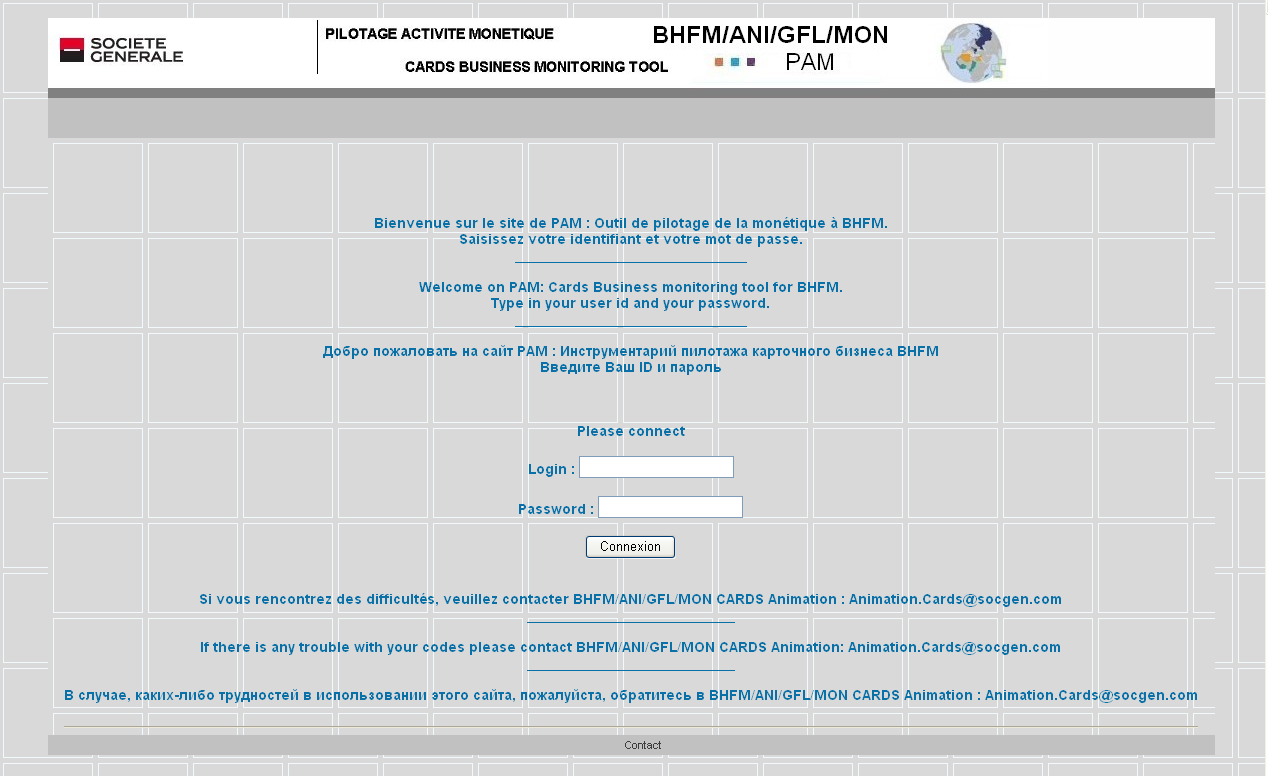 SOCIETE
GENERALE
PILOTAGE ACTIVITE MONETIQUE
CARDS BUSINESS MONITORING TOOL
BHFM/ANI/GFL/MON
PAM
Bienvenue sur le site de PAM : Outil de pilotage de la monétique à BHFM.
Saisissez votre identifiant et votre mot de passe.
Welcome on PAM: Cards Business monitoring tool for BHFM.
Type in your user id and your password.
Добро пожаловать на сайт PAM : Инструментарий пилотажа карточного бизнеса BHFM
Введите Ваш ID и пароль
Please connect
Login :
Password :
Connexion
Si vous rencontrez des difficultés, veuillez contacter BHFM/ANI/GFL/MON CARDS Animation : Animation.Cards@socgen.com
If there is any trouble with your codes please contact BHFM/ANI/GFL/MON CARDS Animation: Animation.Cards@socgen.com
В случае, каких-либо трудностей в использовании этого сайта, пожалуйста, обратитесь в BHFM/ANI/GFL/MON CARDS Animation : Animation.Cards@socgen.com
Contact